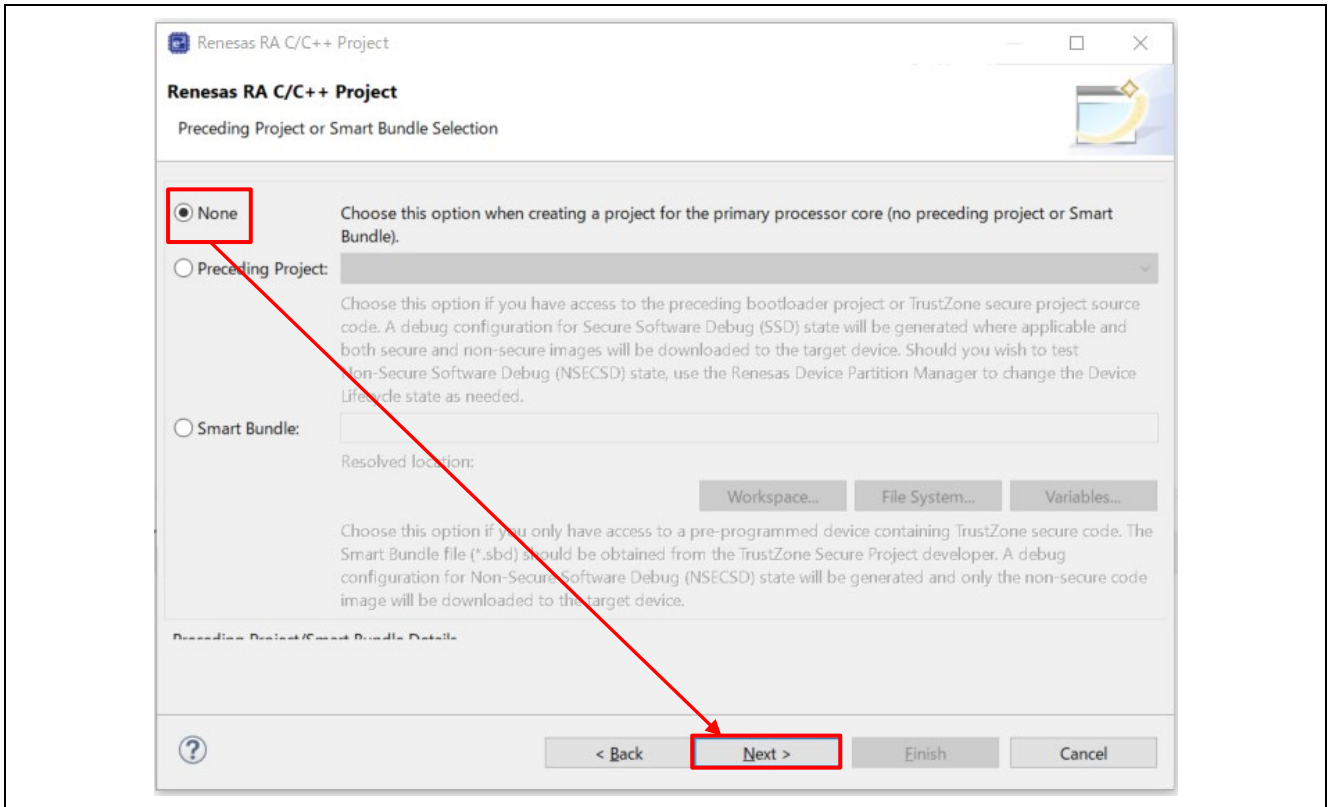 Renesas RA C/C++ Project
Renesas RA C/C++ Project
Preceding Project or Smart Bundle Selection
None
Choose this option when creating a project for the primary processor core (no preceding project or Smart
Bundle).
Preceding Project:
Choose this option if you have access to the preceding bootloader project or TrustZone secure project source
code. A debug configuration for Secure Software Debug (SSD) state will be generated where applicable and
both secure and non-secure images will be downloaded to the target device. Should you wish to test
Non-Secure Software Debug (NSECSD) state, use the Renesas Device Partition Manager to change the Device
Lifecycle state as needed.
Smart Bundle:
Resolved location:
Workspace...
File System...
Variables...
Choose this option if you only have access to a pre-programmed device containing TrustZone secure code. The
Smart Bundle file (*.sbd) should be obtained from the TrustZone Secure Project developer. A debug
configuration for Non-Secure Software Debug (NSECSD) state will be generated and only the non-secure code
image will be downloaded to the target device.
Preceding Project/Smart Bundle Details
?
< Back
Next >
Finish
Cancel